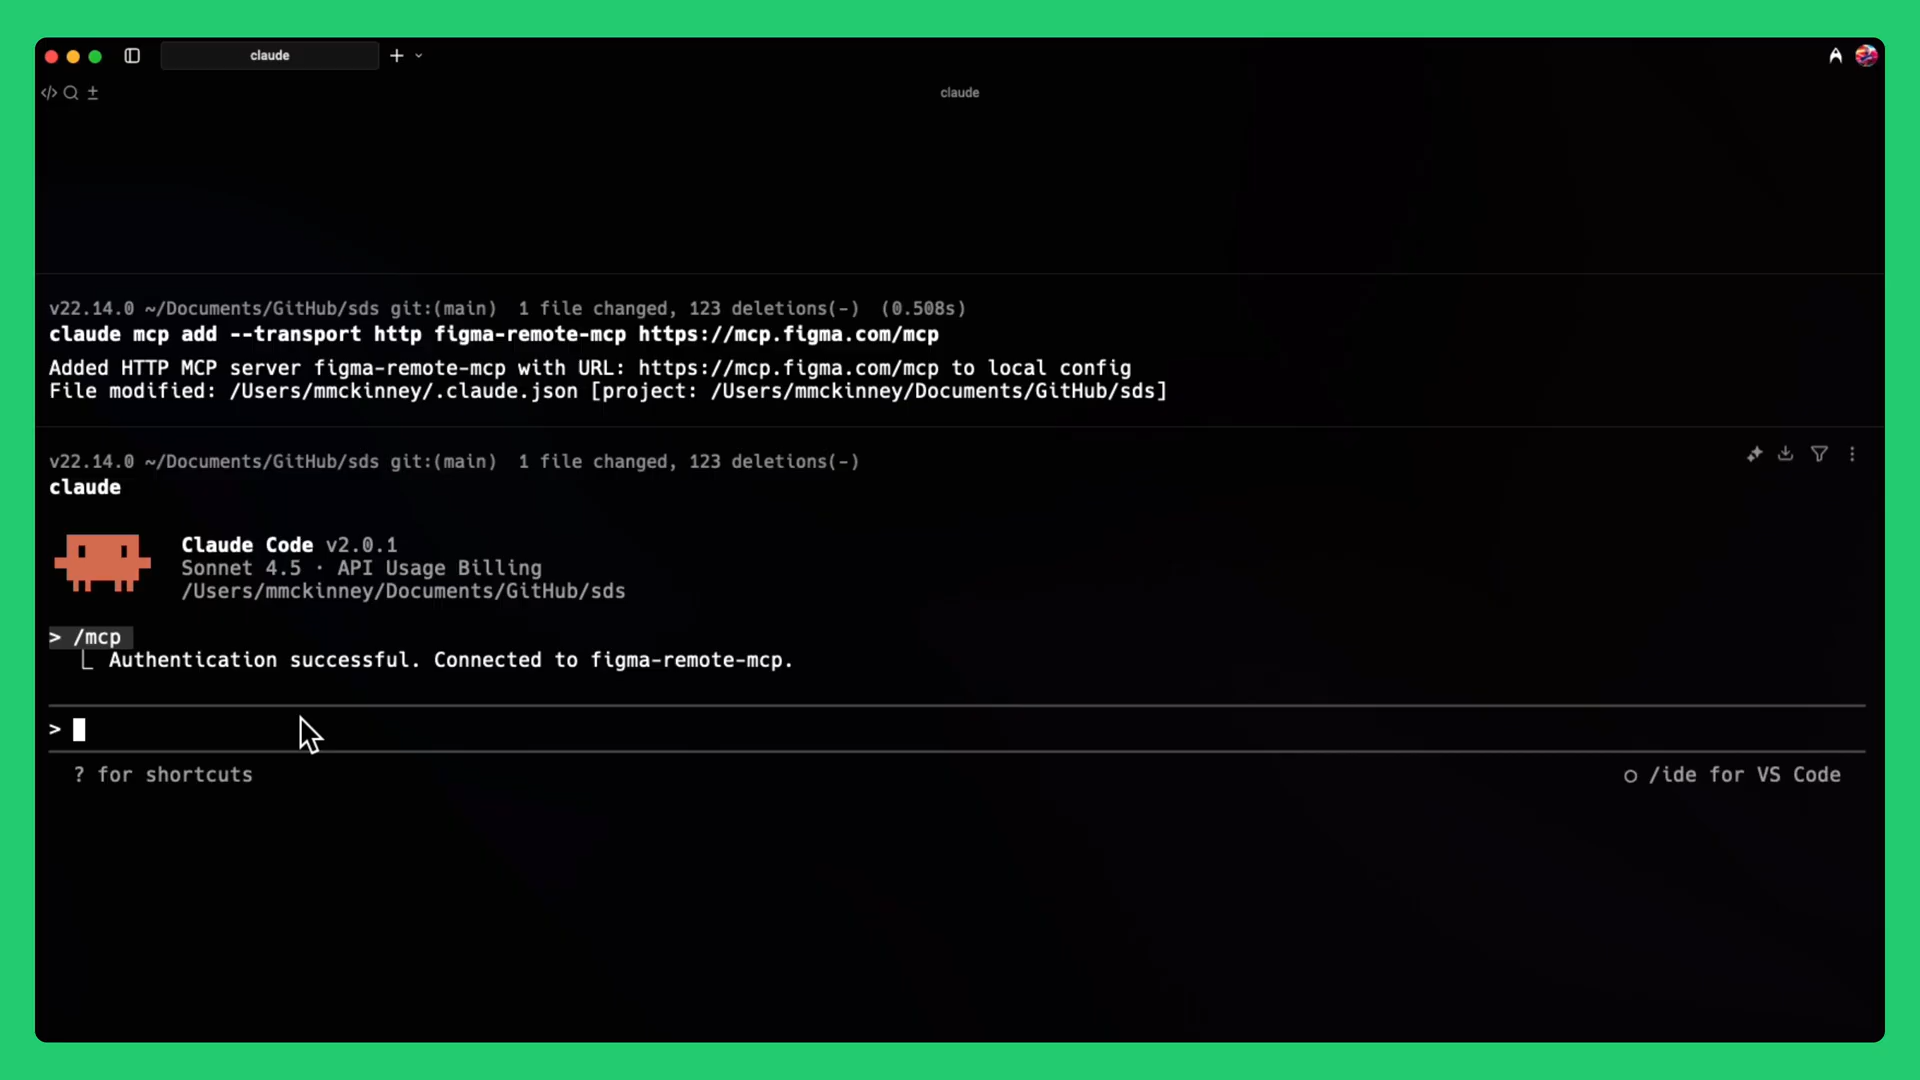 claude
claude
v22.14.0 ~/Documents/GitHub/sds git:(main)  1 file changed, 123 deletions(-)  (0.508s)
claude mcp add --transport http figma-remote-mcp https://mcp.figma.com/mcp
Added HTTP MCP server figma-remote-mcp with URL: https://mcp.figma.com/mcp to local config
File modified: /Users/mmckinney/.claude.json [project: /Users/mmckinney/Documents/GitHub/sds]
v22.14.0 ~/Documents/GitHub/sds git:(main)  1 file changed, 123 deletions(-)
claude
Claude Code v2.0.1
Sonnet 4.5 · API Usage Billing
/Users/mmckinney/Documents/GitHub/sds
> /mcp
Authentication successful. Connected to figma-remote-mcp.
>
? for shortcuts
/ide for VS Code